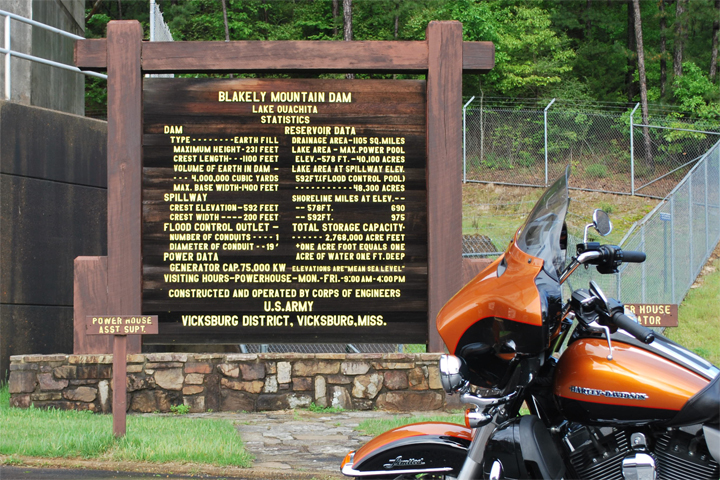 BLAKELY MOUNTAIN DAM
LAKE OUACHITA
STATISTICS
DAM
TYPE--------EARTH FILL
MAXIMUM HEIGHT-231 FEET
CREST LENGTH---1100 FEET
VOLUME OF EARTH IN DAM-
----4,000,000 CUBIC YARDS
MAX. BASE WIDTH-1400 FEET
SPILLWAY
CREST ELEVATION-592 FEET
CREST WIDTH ----200 FEET
FLOOD CONTROL OUTLET-
NUMBER OF CONDUITS----1
DIAMETER OF CONDUIT--19'
POWER DATA
GENERATOR CAP. 75,000 KW
RESERVOIR DATA
DRAINAGE AREA-1105 SQ.MILES
LAKE AREA-MAX.POWER POOL
ELEV.-578 FT.-40,100 ACRES
LAKE AREA AT SPILLWAY ELEV.
592FT.(FLOOD CONTROL POOL)
-----------48,300 ACRES
SHORELINE MILES AT ELEV.--
--578FT. 690
--592FT. 975
TOTAL STORAGE CAPACITY-
------2,768,000 ACRE FEET
*ONE ACRE FOOT EQUALS ONE
ACRE OF WATER ONE FT.DEEP
ELEVATIONS ARE "MEAN SEA LEVEL"
VISITING HOURS-POWERHOUSE-MON.-FRI.-9:00AM-4:00PM
CONSTRUCTED AND OPERATED BY CORPS OF ENGINEERS
U.S.ARMY
VICKSBURG DISTRICT, VICKSBURG,MISS.
POWER HOUSE
ASST SUPT.
HOUSE
HARLEY-DAVIDSON
Limited